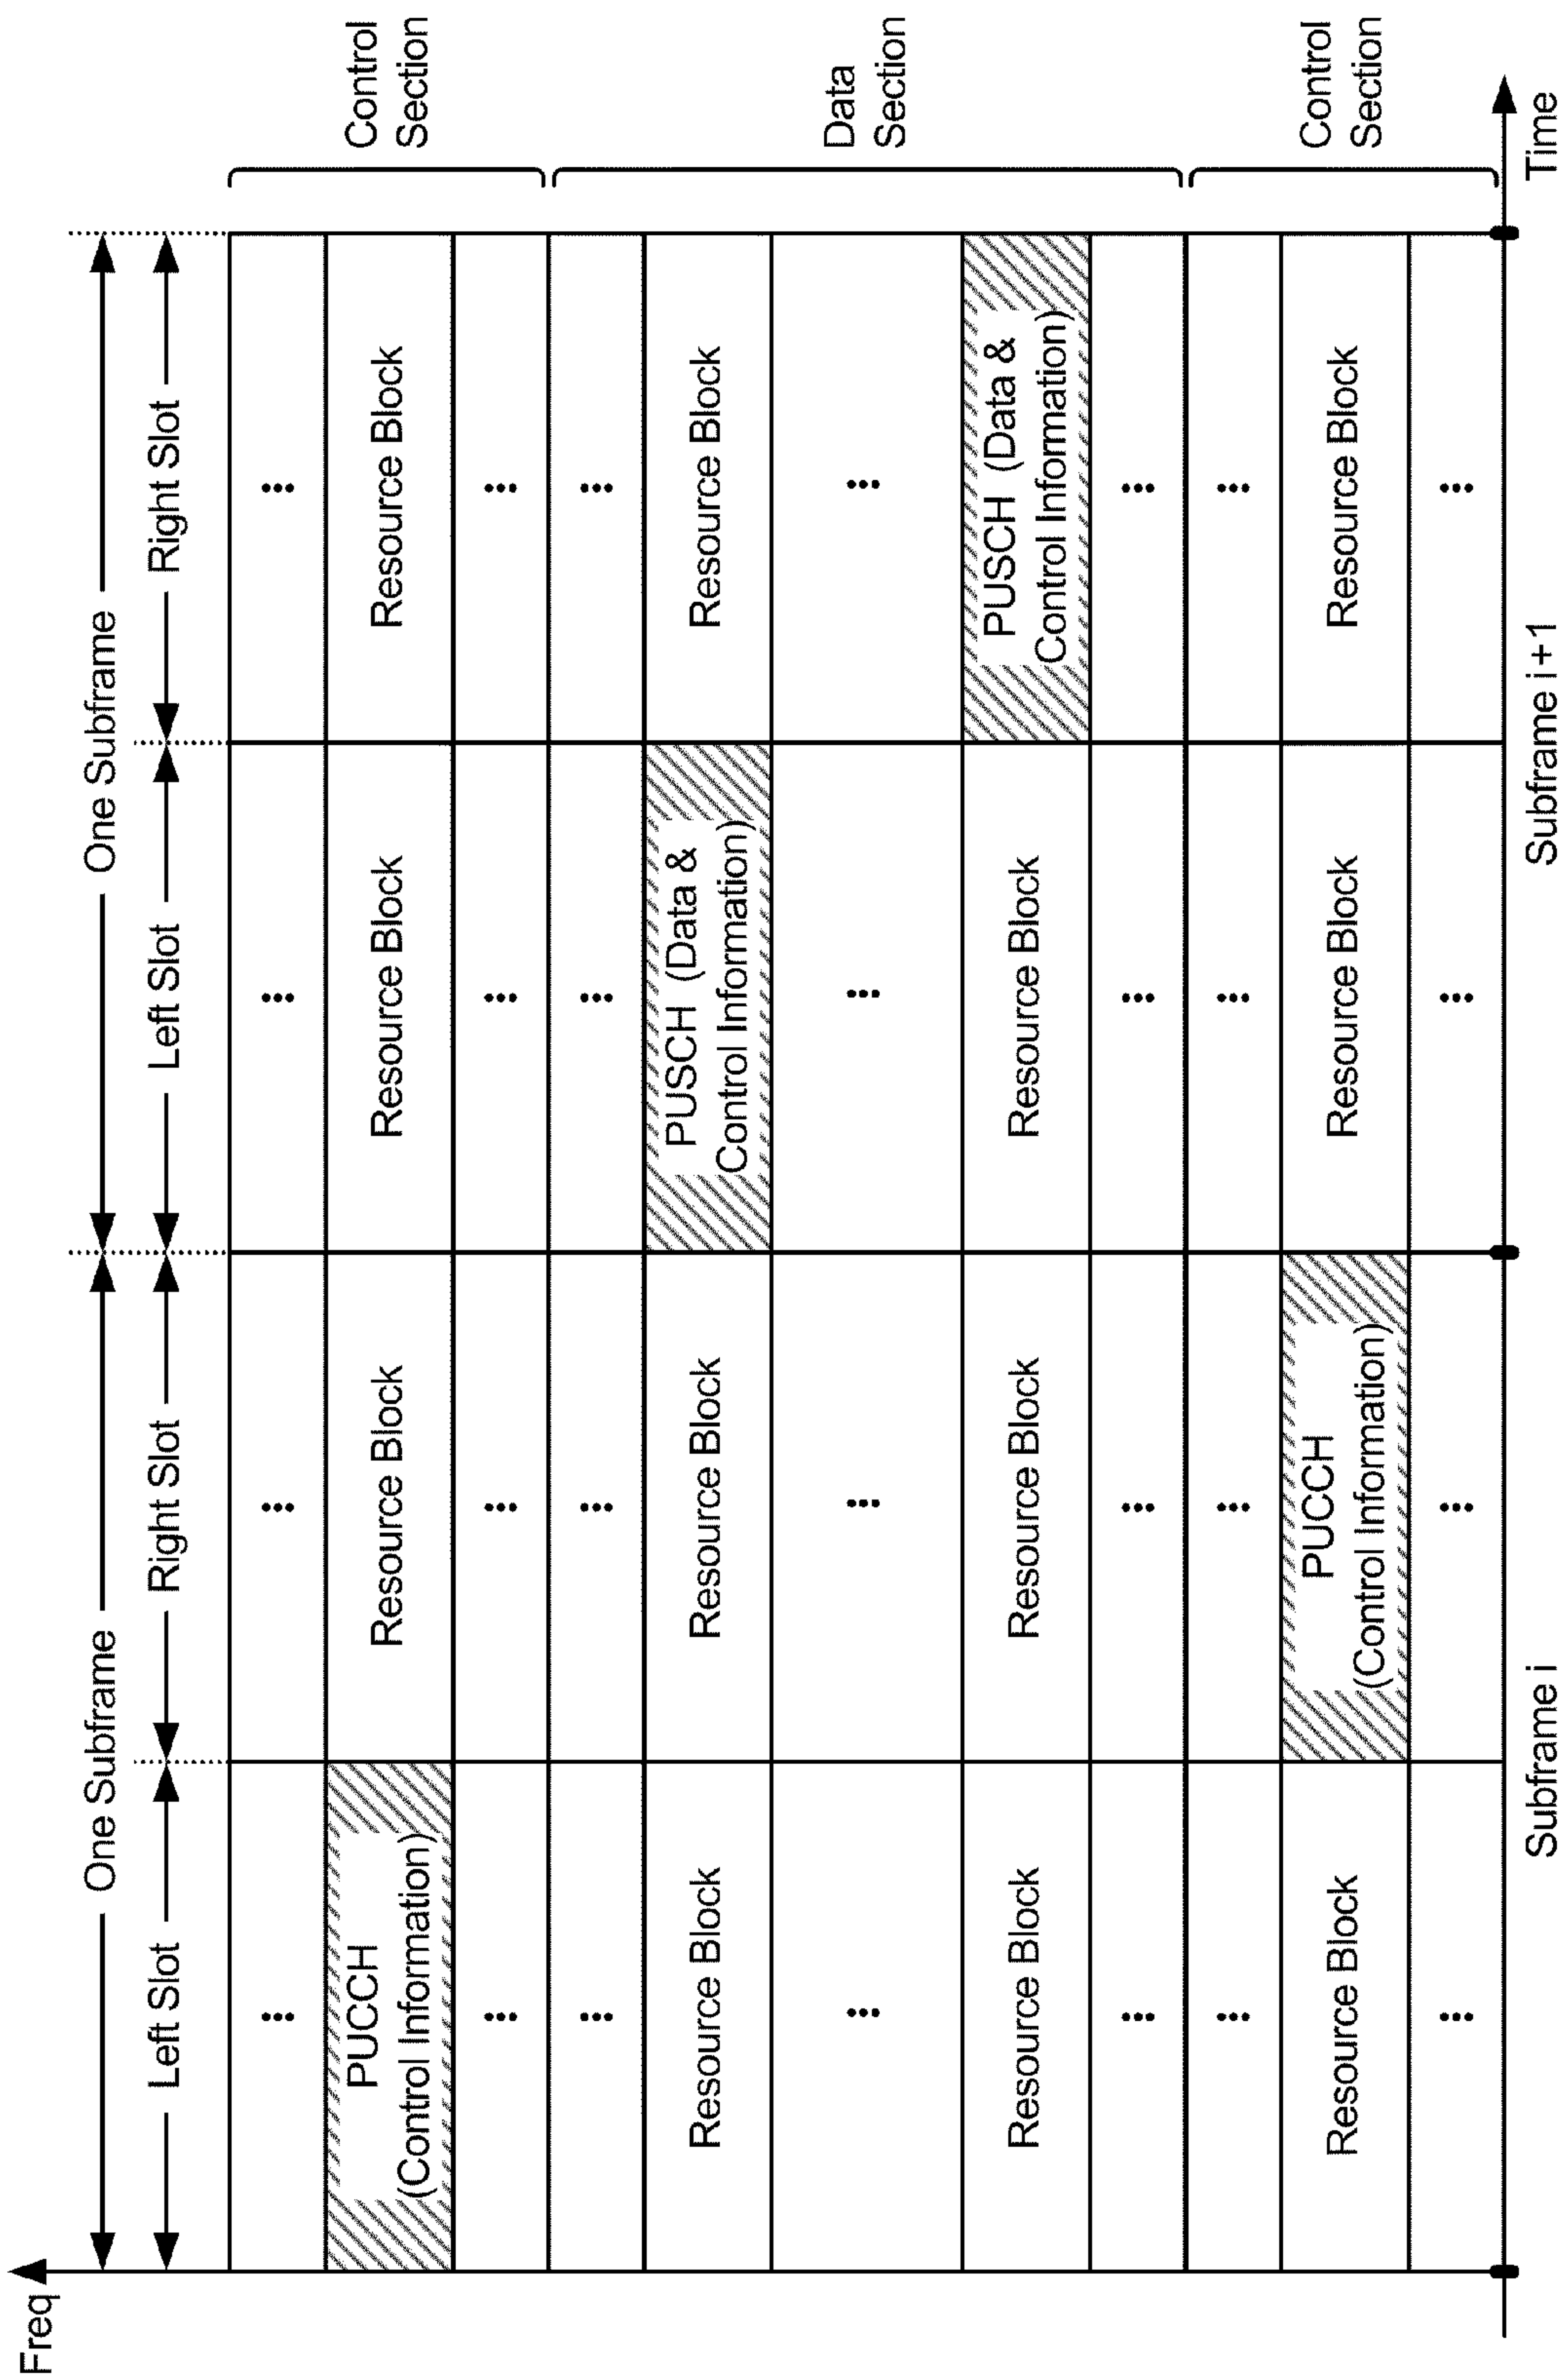 Freq
One Subframe
One Subframe
Left Slot
Right Slot
Left Slot
Right Slot
...
...
...
...
PUCCH
(Control Information)
Resource Block
Resource Block
Resource Block
Control
Section
...
...
...
...
...
...
...
...
Resource Block
Resource Block
PUSCH (Data &
Control Information)
Resource Block
...
...
...
...
Data
Section
Resource Block
Resource Block
Resource Block
PUSCH (Data &
Control Information)
...
...
...
...
...
...
...
...
Resource Block
PUCCH
(Control Information)
Resource Block
Resource Block
Control
Section
...
...
...
...
Subframe i
Subframe i + 1
Time